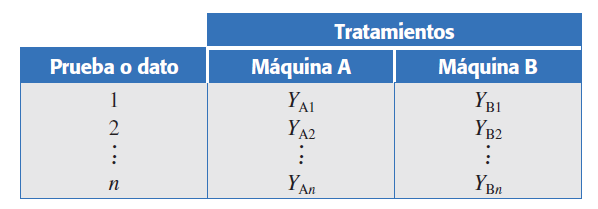 Tratamientos
Prueba o dato Máquina A Máquina B
1 Y_A1 Y_B1
2 Y_A2 Y_B2
⋮ ⋮ ⋮
n Y_An Y_Bn